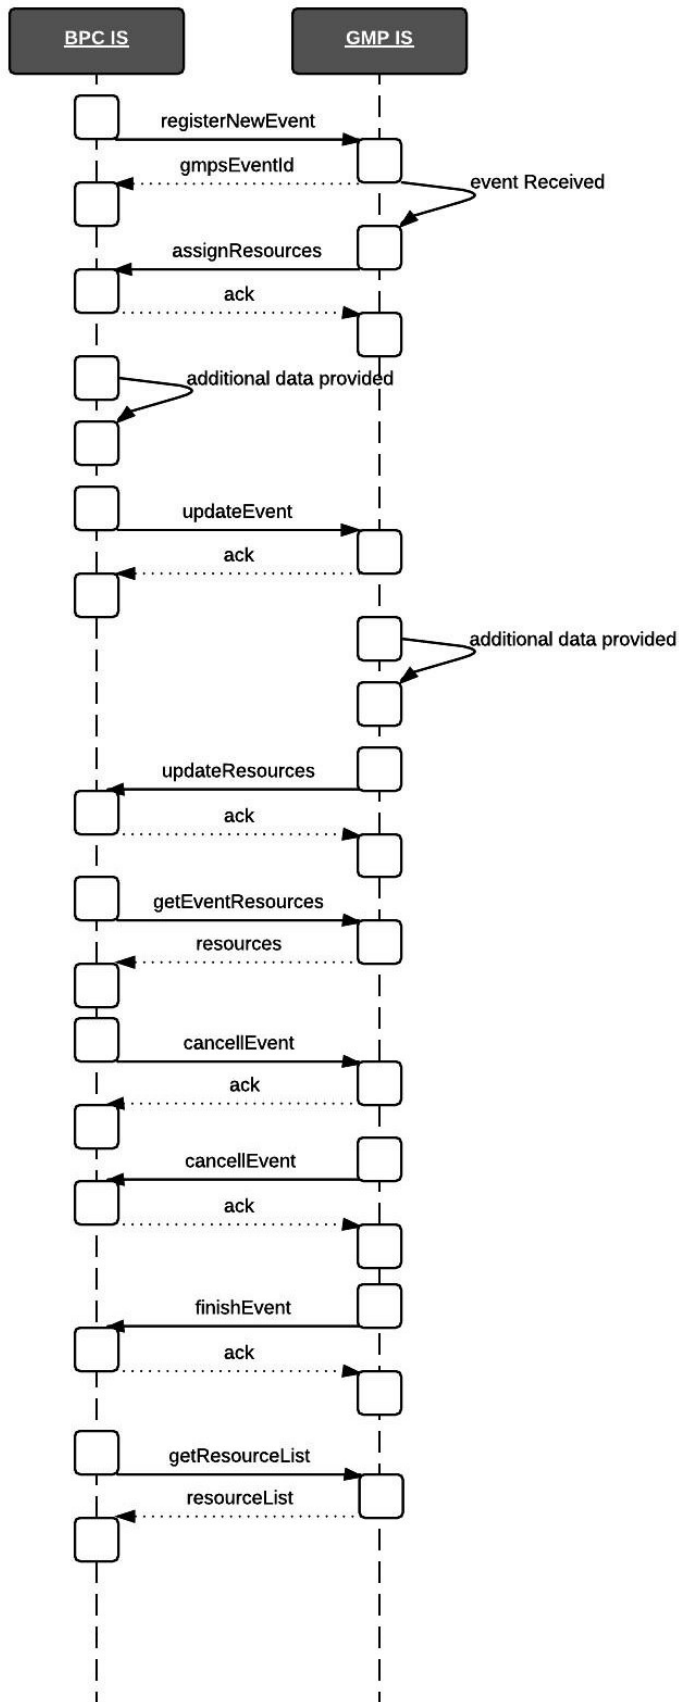 BPC IS
GMP IS
registerNewEvent
gmpsEventId
event Received
assignResources
ack
additional data provided
updateEvent
ack
additional data provided
updateResources
ack
getEventResources
resources
cancellEvent
ack
cancellEvent
ack
finishEvent
ack
getResourceList
resourceList